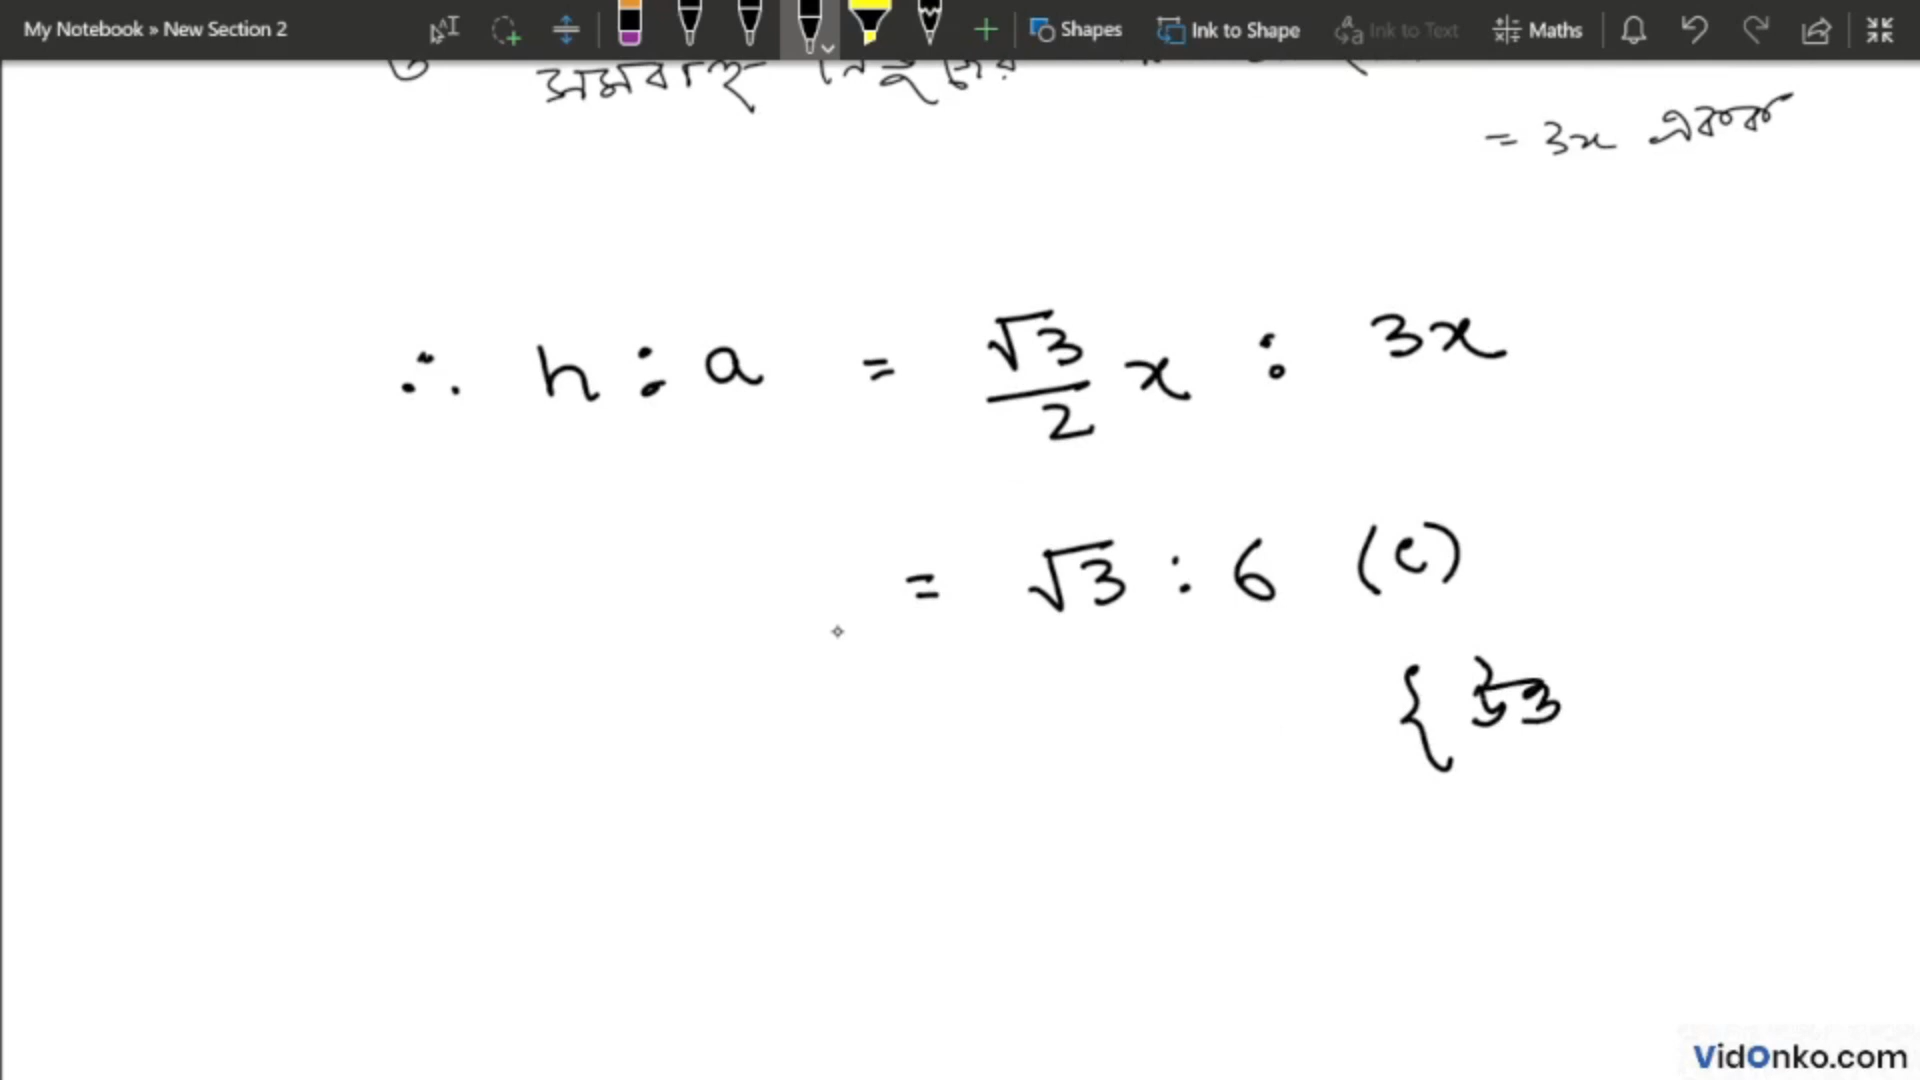 My Notebook » New Section 2
Shapes Ink to Shape Ink to Text Maths
সমবাহু ত্রিভুজের
= 3x একক
∴ h : a = √3/2 x : 3x
= √3 : 6 (c)
{
VidOnko.com